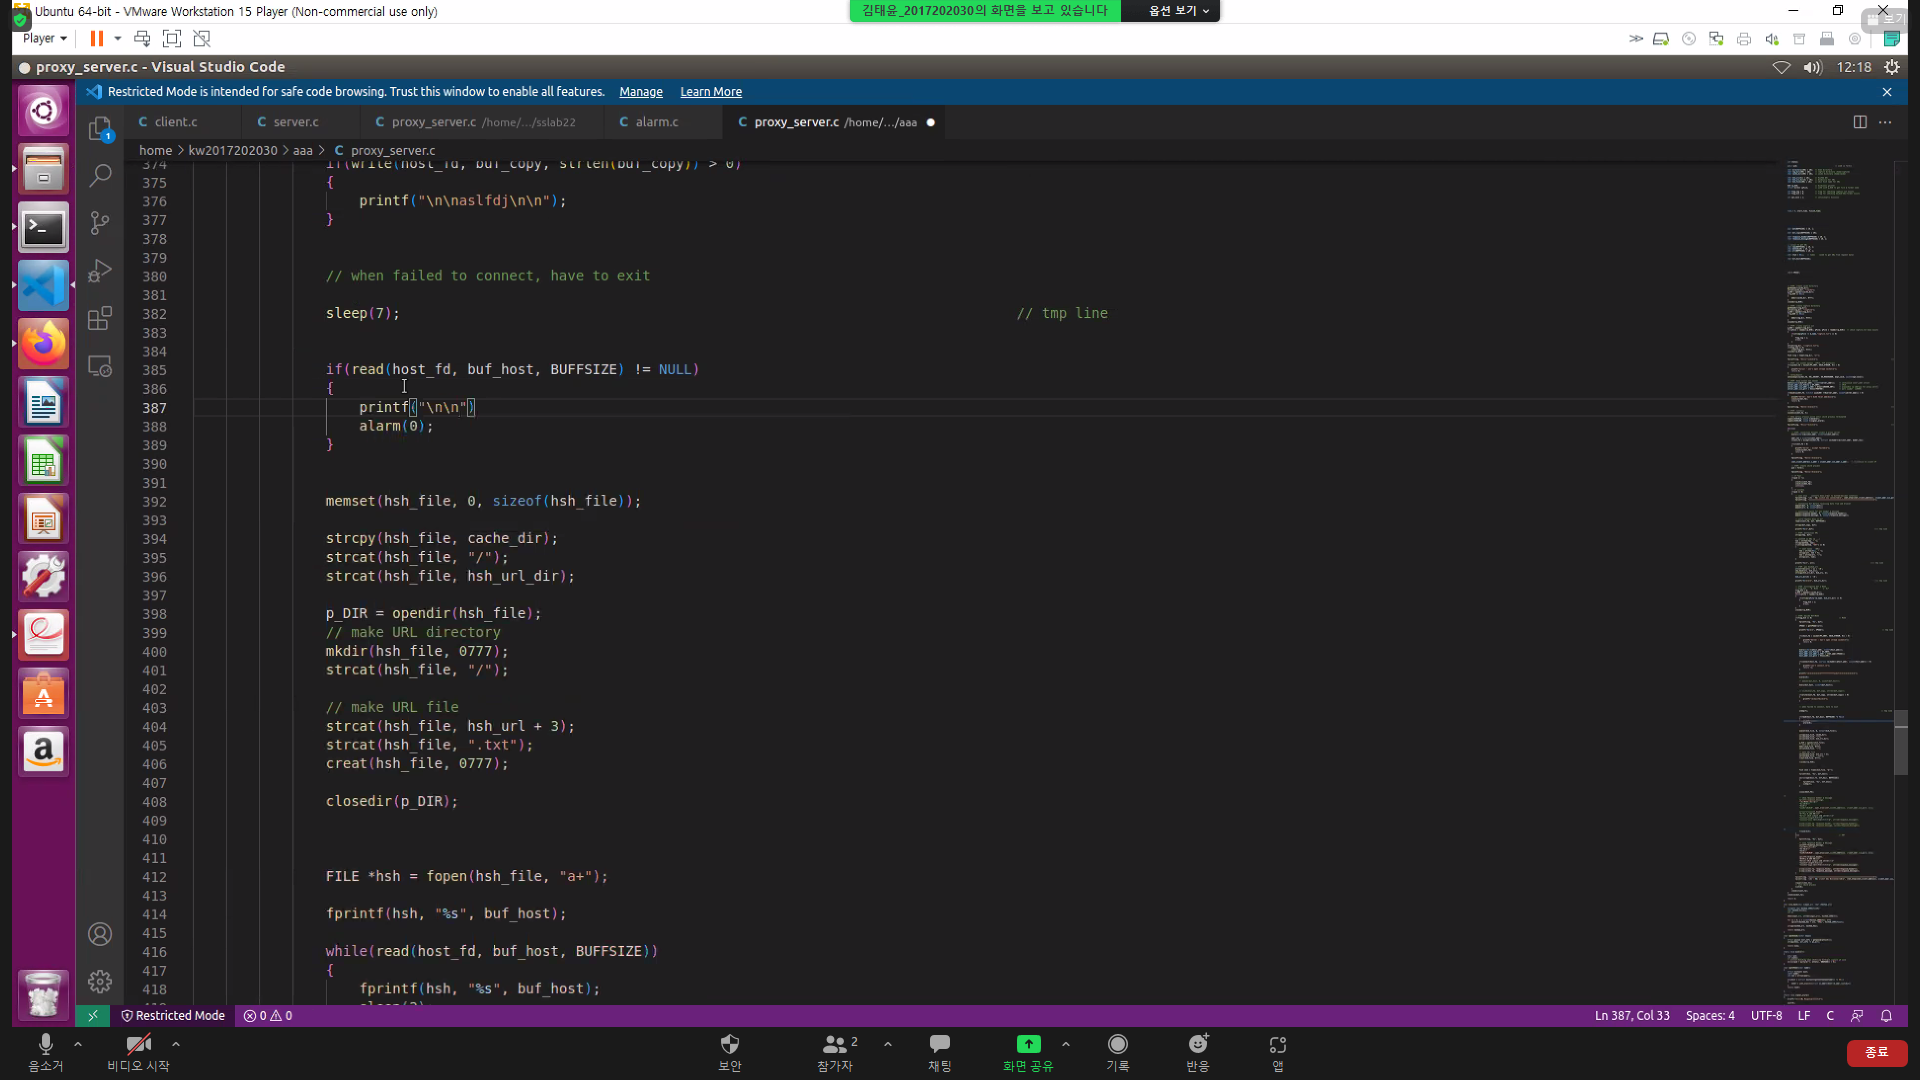 Ubuntu 64-bit - VMware Workstation 15 Player (Non-commercial use only)
김태윤_2017202030의 화면을 보고 있습니다
옵션 보기
보기
Player
proxy_server.c - Visual Studio Code
12:18
Restricted Mode is intended for safe code browsing. Trust this window to enable all features. Manage Learn More
client.c
server.c
proxy_server.c /home/.../sslab22
alarm.c
proxy_server.c /home/.../aaa
home > kw2017202030 > aaa > C proxy_server.c
374 if(write(host_fd, buf_copy, strlen(buf_copy)) > 0)
375 {
376 printf("\n\naslfdj\n\n");
377 }
378
379
380 // when failed to connect, have to exit
381
382 sleep(7); // tmp line
383
384
385 if(read(host_fd, buf_host, BUFFSIZE) != NULL)
386 {
387 printf("\n\n")
388 alarm(0);
389 }
390
391
392 memset(hsh_file, 0, sizeof(hsh_file));
393
394 strcpy(hsh_file, cache_dir);
395 strcat(hsh_file, "/");
396 strcat(hsh_file, hsh_url_dir);
397
398 p_DIR = opendir(hsh_file);
399 // make URL directory
400 mkdir(hsh_file, 0777);
401 strcat(hsh_file, "/");
402
403 // make URL file
404 strcat(hsh_file, hsh_url + 3);
405 strcat(hsh_file, ".txt");
406 creat(hsh_file, 0777);
407
408 closedir(p_DIR);
409
410
411
412 FILE *hsh = fopen(hsh_file, "a+");
413
414 fprintf(hsh, "%s", buf_host);
415
416 while(read(host_fd, buf_host, BUFFSIZE))
417 {
418 fprintf(hsh, "%s", buf_host);
Restricted Mode
0 0
Ln 387, Col 33
Spaces: 4
UTF-8
LF
C
음소거
비디오 시작
보안
참가자 2
채팅
화면 공유
기록
반응
앱
종료